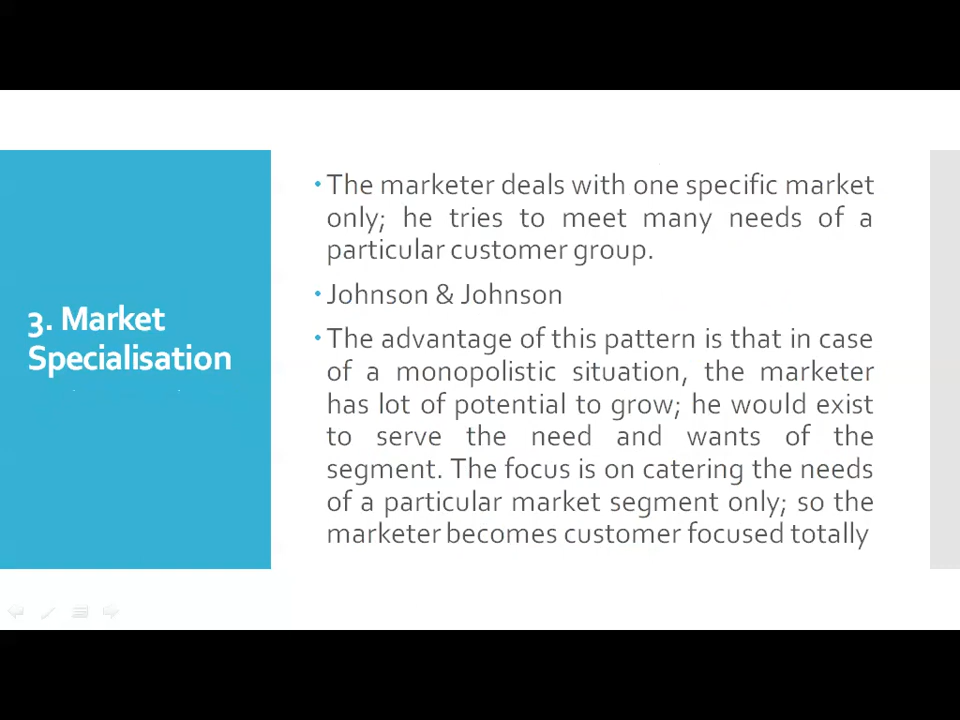 3. Market
Specialisation
• The marketer deals with one specific market
only; he tries to meet many needs of a
particular customer group.
• Johnson & Johnson
• The advantage of this pattern is that in case
of a monopolistic situation, the marketer
has lot of potential to grow; he would exist
to serve the need and wants of the
segment. The focus is on catering the needs
of a particular market segment only; so the
marketer becomes customer focused totally